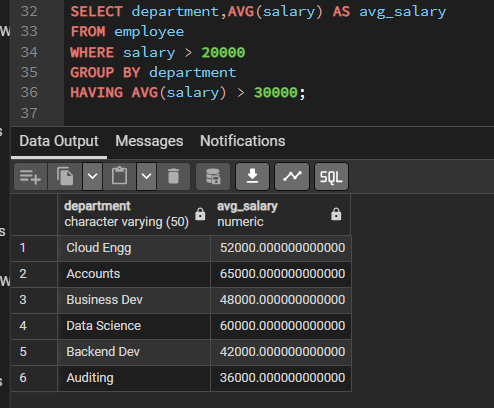 32 SELECT department,AVG(salary) AS avg_salary
33 FROM employee
34 WHERE salary > 20000
35 GROUP BY department
36 HAVING AVG(salary) > 30000;
37
Data Output Messages Notifications
SQL
department avg_salary
character varying (50) numeric
1 Cloud Engg 52000.000000000000
2 Accounts 65000.000000000000
3 Business Dev 48000.000000000000
4 Data Science 60000.000000000000
5 Backend Dev 42000.000000000000
6 Auditing 36000.000000000000